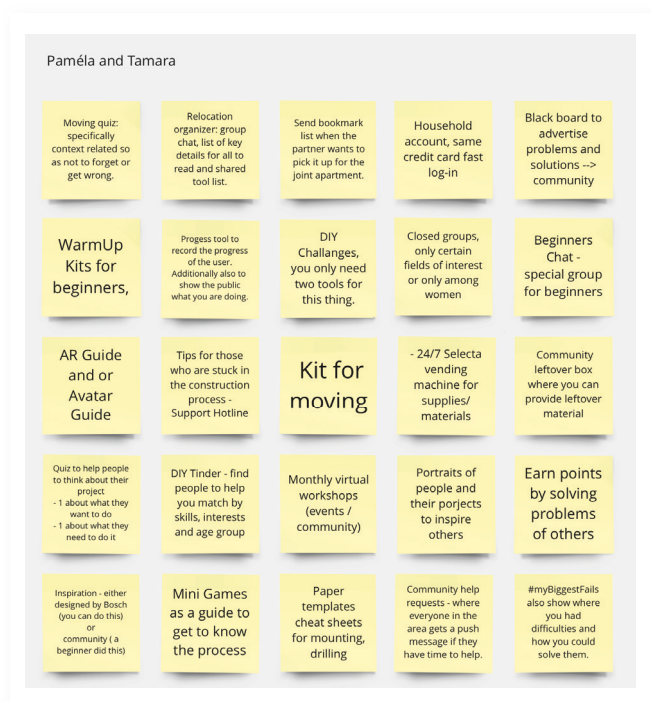 Paméla and Tamara
Moving quiz:
specifically
context related so
as not to forget or
get wrong.
Relocation
organizer: group
chat, list of key
details for all to
read and shared
tool list.
Send bookmark
list when the
partner wants to
pick it up for the
joint apartment.
Household
account, same
credit card fast
log-in
Black board to
advertise
problems and
solutions -->
community
WarmUp
Kits for
beginners,
Progess tool to
record the progress
of the user.
Additionally also to
show the public
what you are doing.
DIY
Challanges,
you only need
two tools for
this thing.
Closed groups,
only certain
fields of interest
or only among
women
Beginners
Chat -
special group
for beginners
AR Guide
and or
Avatar
Guide
Tips for those
who are stuck in
the construction
process -
Support Hotline
Kit for
moving
- 24/7 Selecta
vending
machine for
supplies/
materials
Community
leftover box
where you can
provide leftover
material
Quiz to help people
to think about their
project
- 1 about what they
want to do
- 1 about what they
need to do it
DIY Tinder - find
people to help
you match by
skills, interests
and age group
Monthly virtual
workshops
(events /
community)
Portraits of
people and
their porjects
to inspire
others
Earn points
by solving
problems
of others
Inspiration - either
designed by Bosch
(you can do this)
or
community ( a
beginner did this)
Mini Games
as a guide to
get to know
the process
Paper
templates
cheat sheets
for mounting,
drilling
Community help
requests - where
everyone in the
area gets a push
message if they
have time to help.
#myBiggestFails
also show where
you had
difficulties and
how you could
solve them.